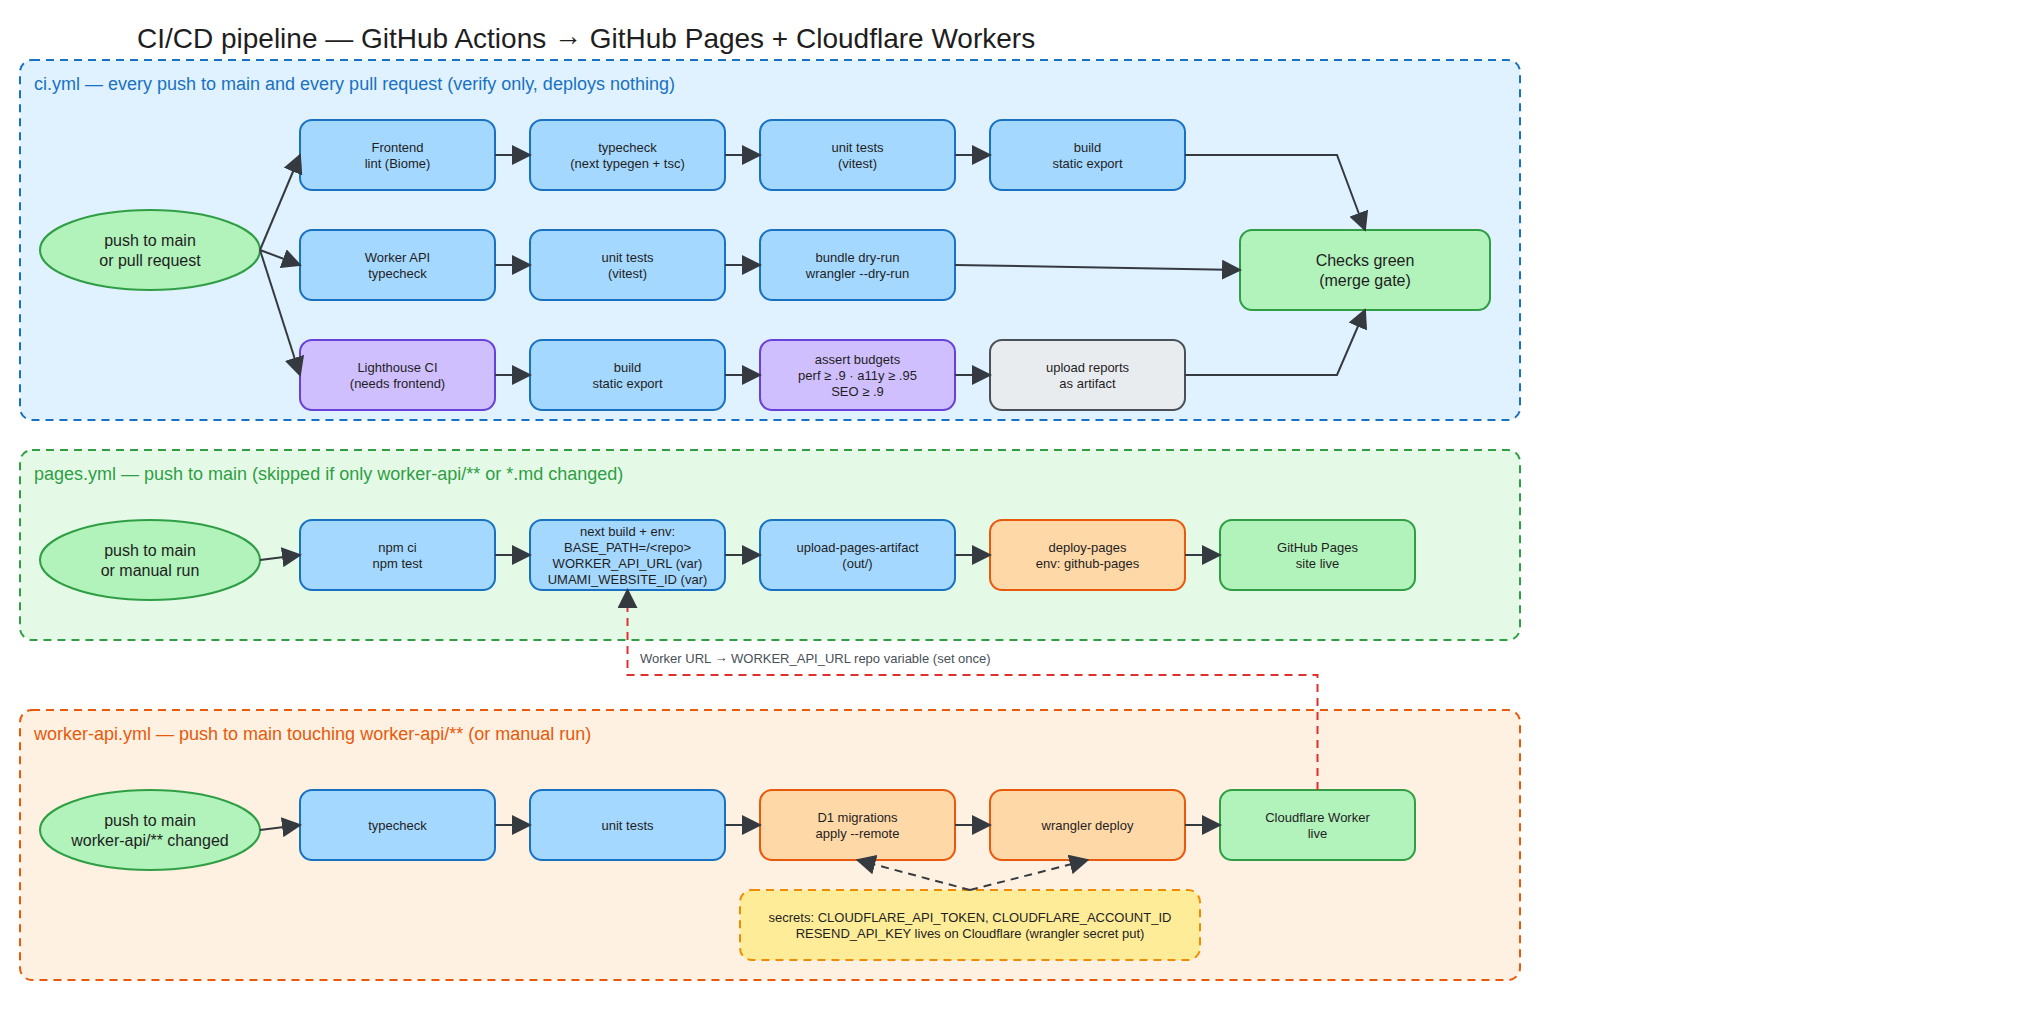 CI/CD pipeline — GitHub Actions → GitHub Pages + Cloudflare Workers
ci.yml — every push to main and every pull request (verify only, deploys nothing)
Frontend
lint (Biome)
typecheck
(next typegen + tsc)
unit tests
(vitest)
build
static export
push to main
or pull request
Worker API
typecheck
unit tests
(vitest)
bundle dry-run
wrangler --dry-run
Checks green
(merge gate)
Lighthouse CI
(needs frontend)
build
static export
assert budgets
perf ≥ .9 · a11y ≥ .95
SEO ≥ .9
upload reports
as artifact
pages.yml — push to main (skipped if only worker-api/** or *.md changed)
push to main
or manual run
npm ci
npm test
next build + env:
BASE_PATH=/<repo>
WORKER_API_URL (var)
UMAMI_WEBSITE_ID (var)
upload-pages-artifact
(out/)
deploy-pages
env: github-pages
GitHub Pages
site live
Worker URL → WORKER_API_URL repo variable (set once)
worker-api.yml — push to main touching worker-api/** (or manual run)
push to main
worker-api/** changed
typecheck
unit tests
D1 migrations
apply --remote
wrangler deploy
Cloudflare Worker
live
secrets: CLOUDFLARE_API_TOKEN, CLOUDFLARE_ACCOUNT_ID
RESEND_API_KEY lives on Cloudflare (wrangler secret put)